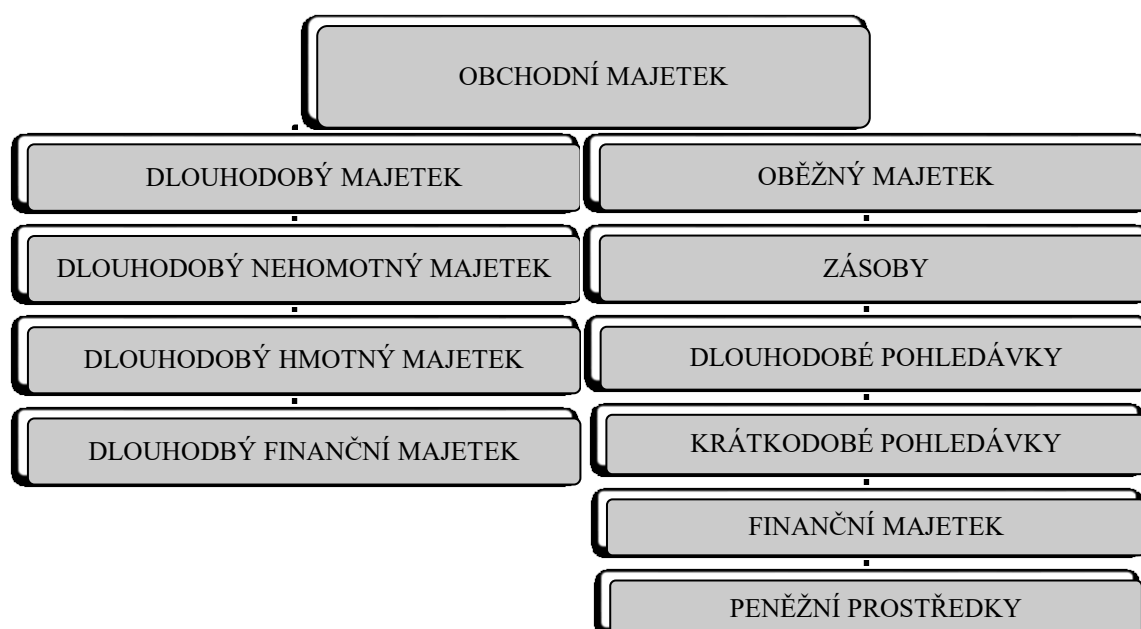 OBCHODNÍ MAJETEK
DLOUHODOBÝ MAJETEK
DLOUHODOBÝ NEHOMOTNÝ MAJETEK
DLOUHODOBÝ HMOTNÝ MAJETEK
DLOUHODBÝ FINANČNÍ MAJETEK
OBĚŽNÝ MAJETEK
ZÁSOBY
DLOUHODOBÉ POHLEDÁVKY
KRÁTKODOBÉ POHLEDÁVKY
FINANČNÍ MAJETEK
PENĚŽNÍ PROSTŘEDKY